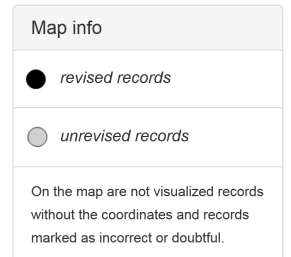 Map info
revised records
unrevised records
On the map are not visualized records
without the coordinates and records
marked as incorrect or doubtful.